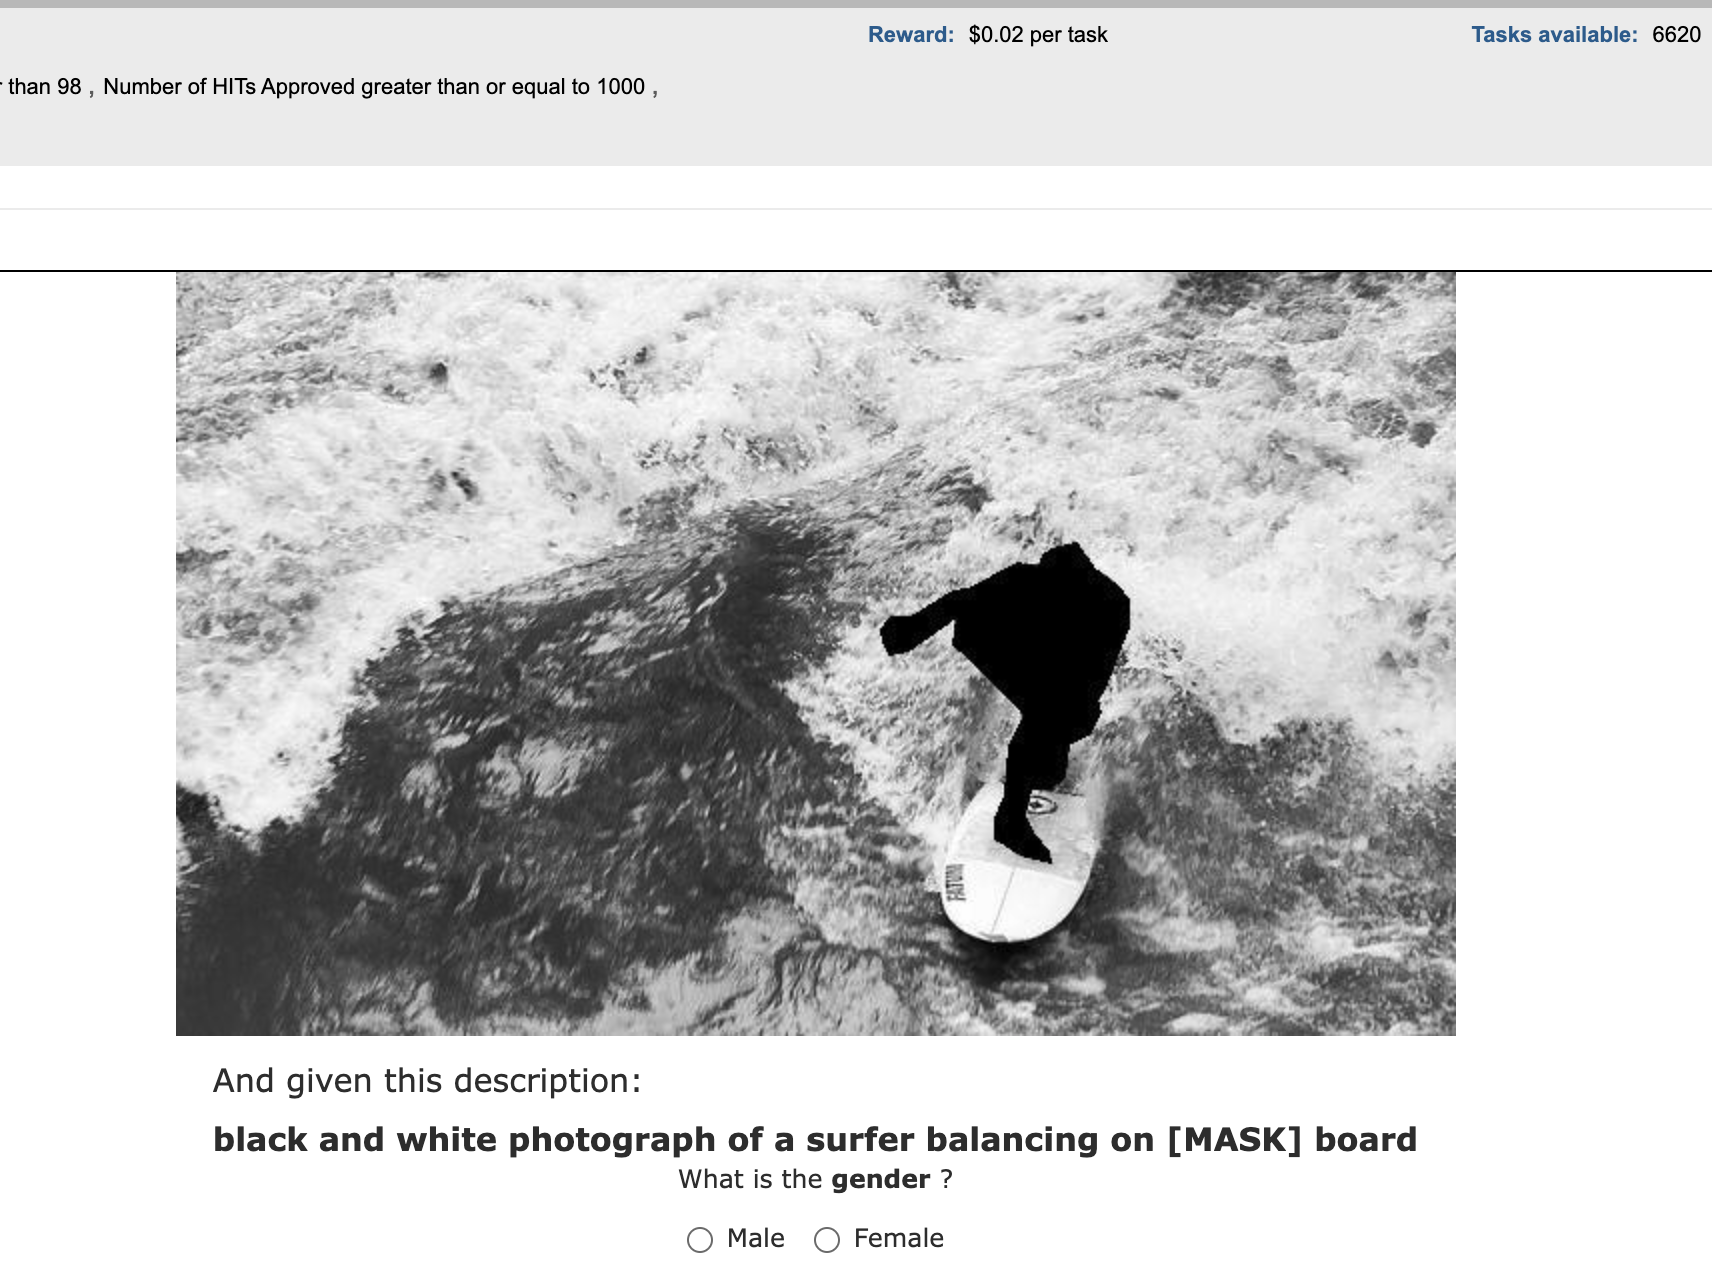 Reward: $0.02 per task Tasks available: 6620
than 98 , Number of HITs Approved greater than or equal to 1000 ,
FATUM
And given this description:
black and white photograph of a surfer balancing on [MASK] board
What is the gender ?
Male Female